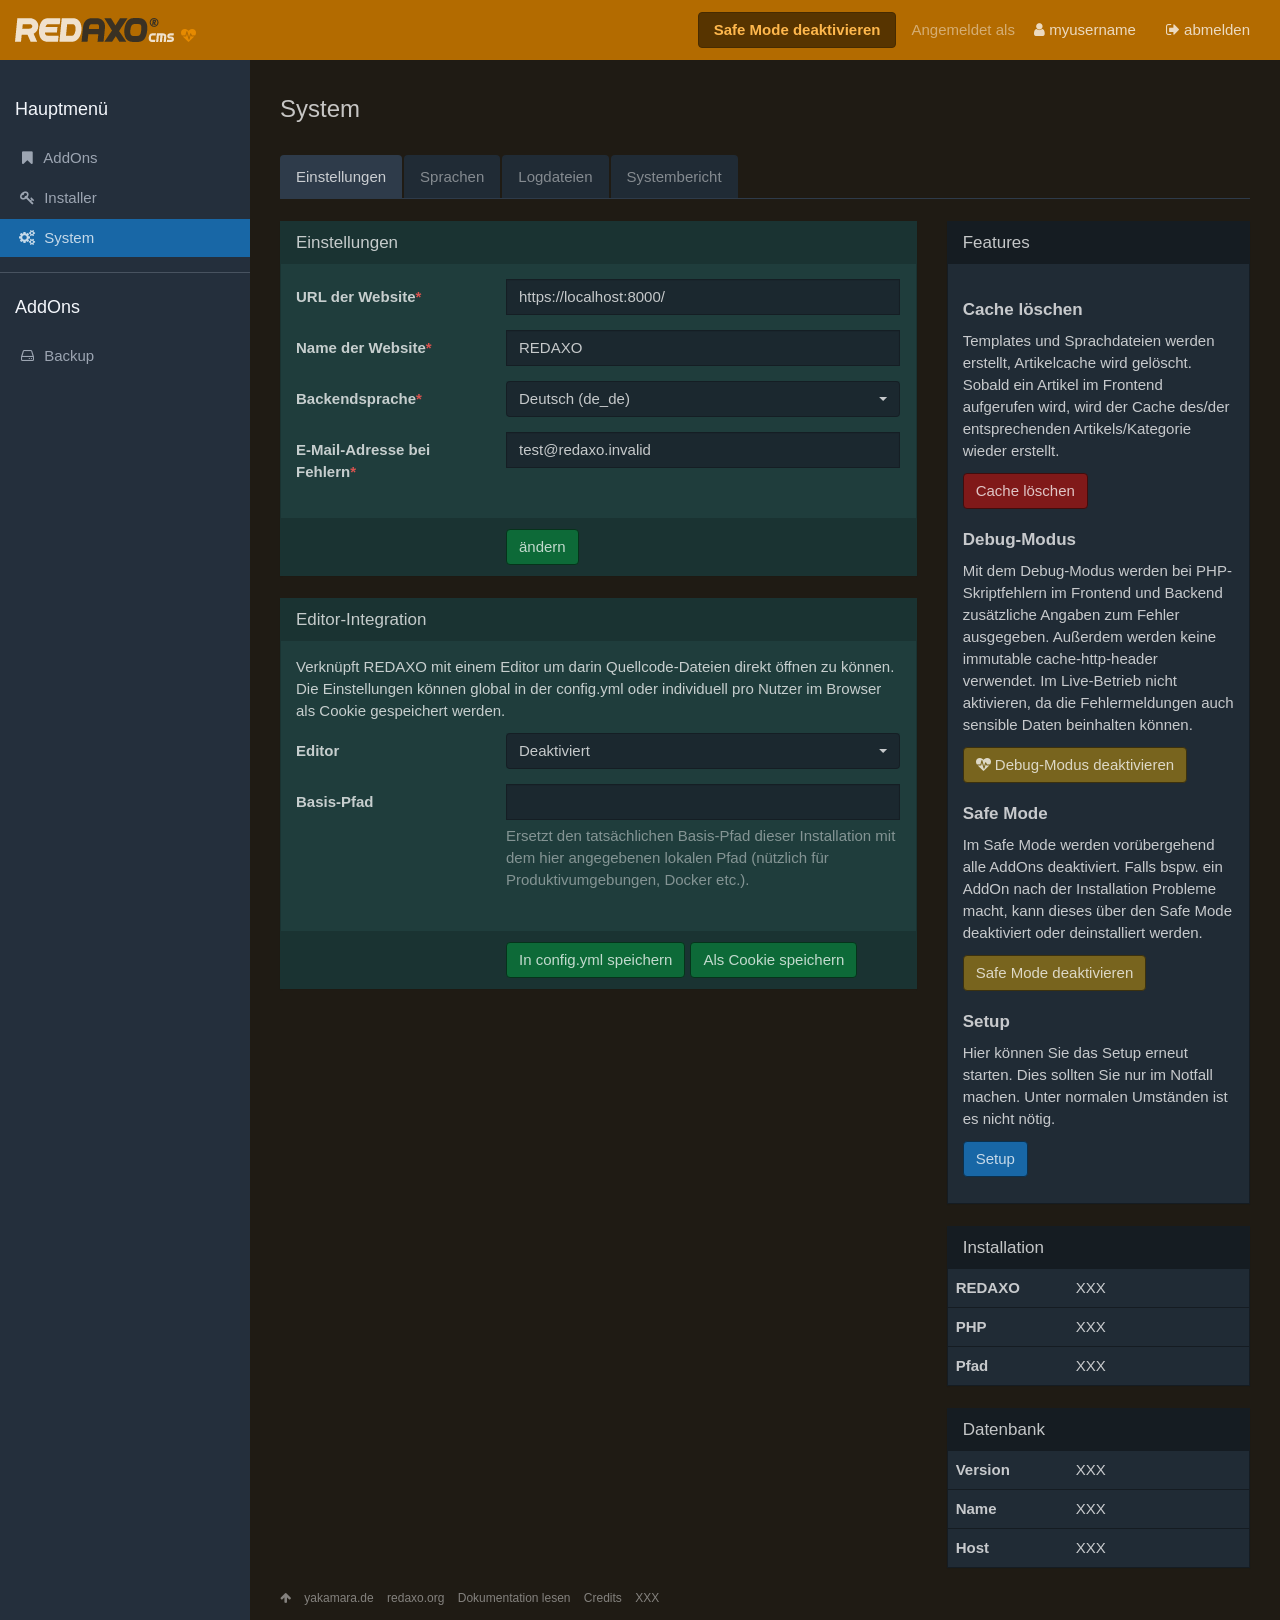 REDAXO® cms
Safe Mode deaktivieren
Angemeldet als
myusername
abmelden
Hauptmenü
AddOns
Installer
System
AddOns
Backup
System
Einstellungen
Sprachen
Logdateien
Systembericht
Einstellungen
URL der Website*
https://localhost:8000/
Name der Website*
REDAXO
Backendsprache*
Deutsch (de_de)
E-Mail-Adresse bei
Fehlern*
test@redaxo.invalid
ändern
Editor-Integration
Verknüpft REDAXO mit einem Editor um darin Quellcode-Dateien direkt öffnen zu können.
Die Einstellungen können global in der config.yml oder individuell pro Nutzer im Browser
als Cookie gespeichert werden.
Editor
Deaktiviert
Basis-Pfad
Ersetzt den tatsächlichen Basis-Pfad dieser Installation mit
dem hier angegebenen lokalen Pfad (nützlich für
Produktivumgebungen, Docker etc.).
In config.yml speichern
Als Cookie speichern
Features
Cache löschen
Templates und Sprachdateien werden
erstellt, Artikelcache wird gelöscht.
Sobald ein Artikel im Frontend
aufgerufen wird, wird der Cache des/der
entsprechenden Artikels/Kategorie
wieder erstellt.
Cache löschen
Debug-Modus
Mit dem Debug-Modus werden bei PHP-
Skriptfehlern im Frontend und Backend
zusätzliche Angaben zum Fehler
ausgegeben. Außerdem werden keine
immutable cache-http-header
verwendet. Im Live-Betrieb nicht
aktivieren, da die Fehlermeldungen auch
sensible Daten beinhalten können.
Debug-Modus deaktivieren
Safe Mode
Im Safe Mode werden vorübergehend
alle AddOns deaktiviert. Falls bspw. ein
AddOn nach der Installation Probleme
macht, kann dieses über den Safe Mode
deaktiviert oder deinstalliert werden.
Safe Mode deaktivieren
Setup
Hier können Sie das Setup erneut
starten. Dies sollten Sie nur im Notfall
machen. Unter normalen Umständen ist
es nicht nötig.
Setup
Installation
REDAXO XXX
PHP XXX
Pfad XXX
Datenbank
Version XXX
Name XXX
Host XXX
yakamara.de redaxo.org Dokumentation lesen Credits XXX